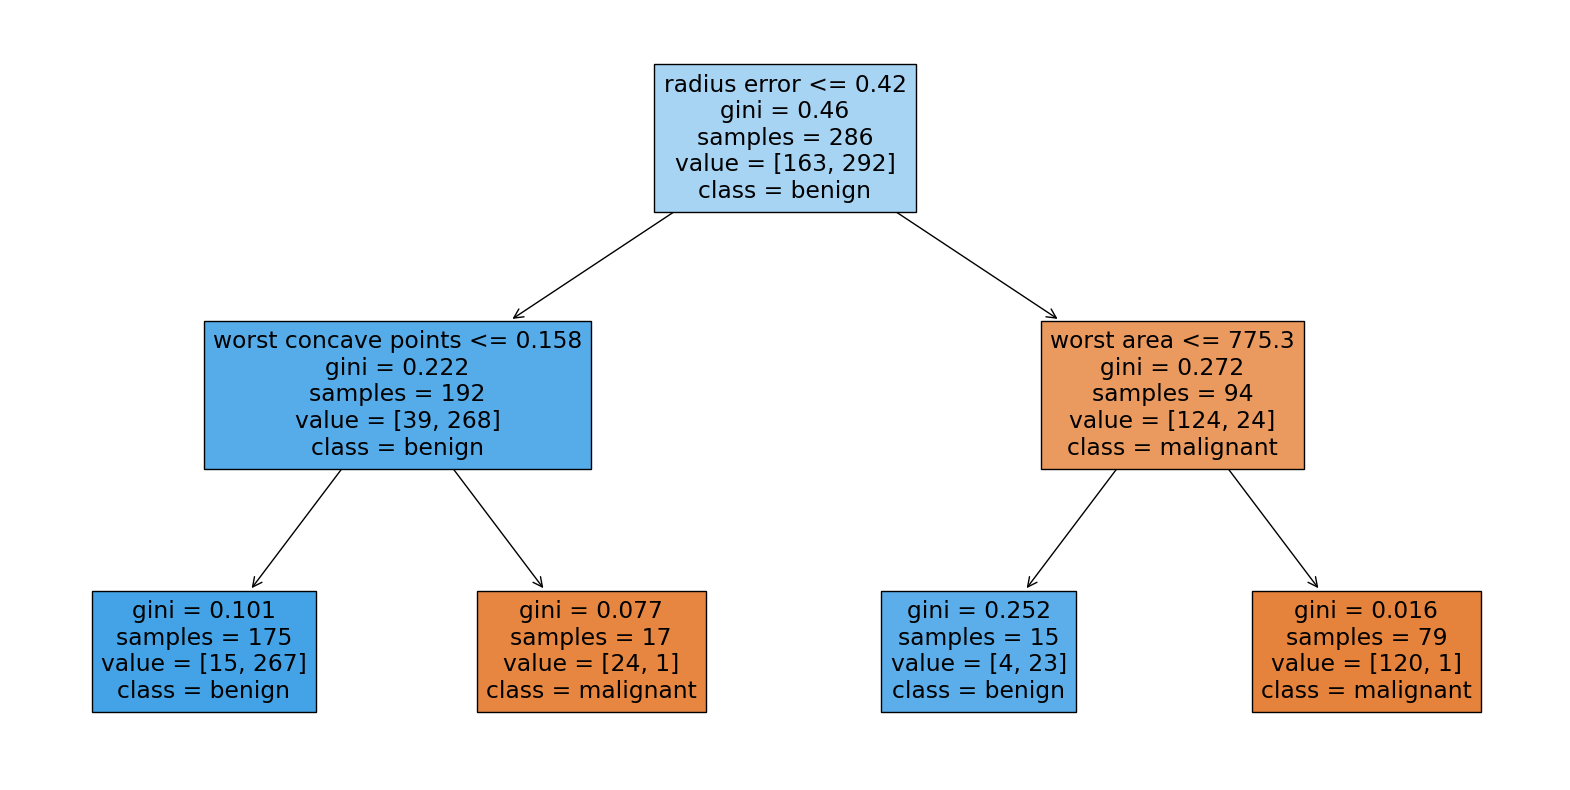 radius error <= 0.42
gini = 0.46
samples = 286
value = [163, 292]
class = benign
worst concave points <= 0.158
gini = 0.222
samples = 192
value = [39, 268]
class = benign
worst area <= 775.3
gini = 0.272
samples = 94
value = [124, 24]
class = malignant
gini = 0.101
samples = 175
value = [15, 267]
class = benign
gini = 0.077
samples = 17
value = [24, 1]
class = malignant
gini = 0.252
samples = 15
value = [4, 23]
class = benign
gini = 0.016
samples = 79
value = [120, 1]
class = malignant